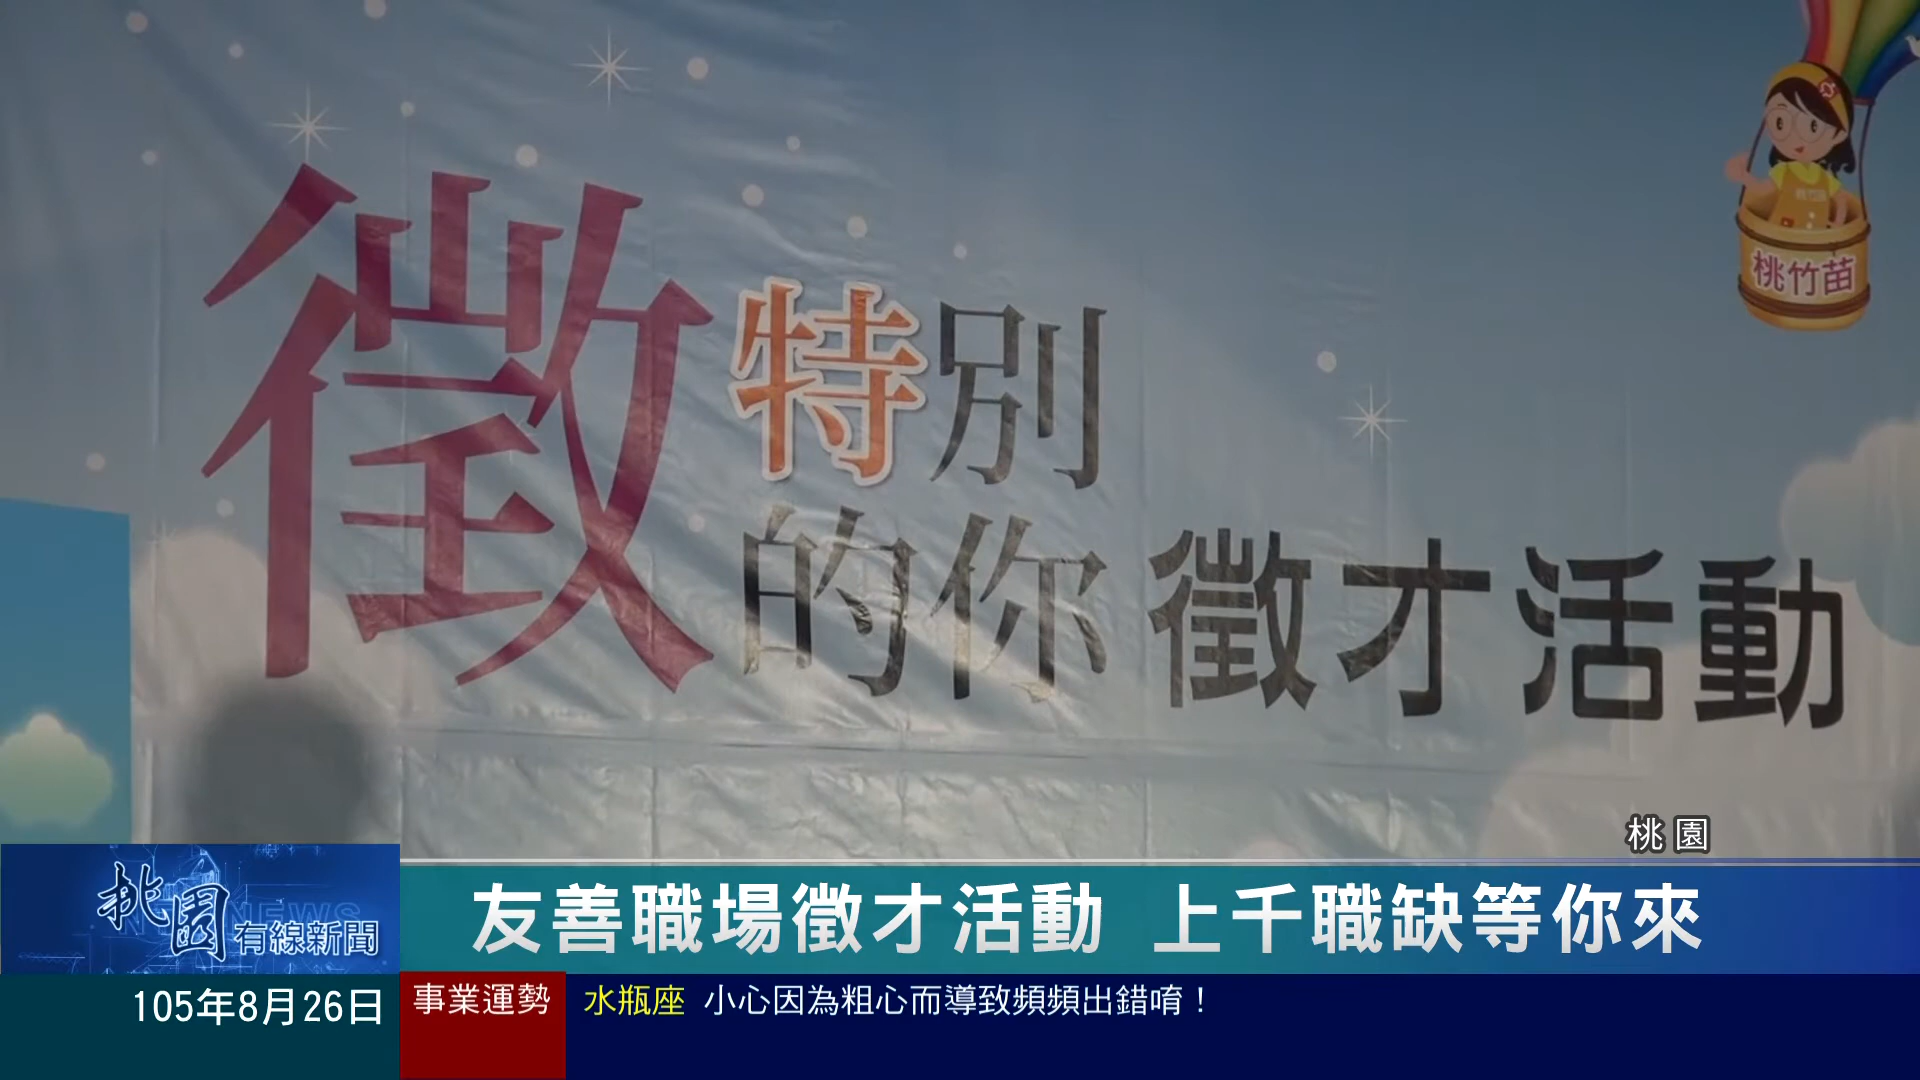 徵特別
的你徵才活動
桃竹苗
桃園
桃園有線新聞
NEWS
友善職場徵才活動 上千職缺等你來
105年8月26日
事業運勢 水瓶座 小心因為粗心而導致頻頻出錯唷！